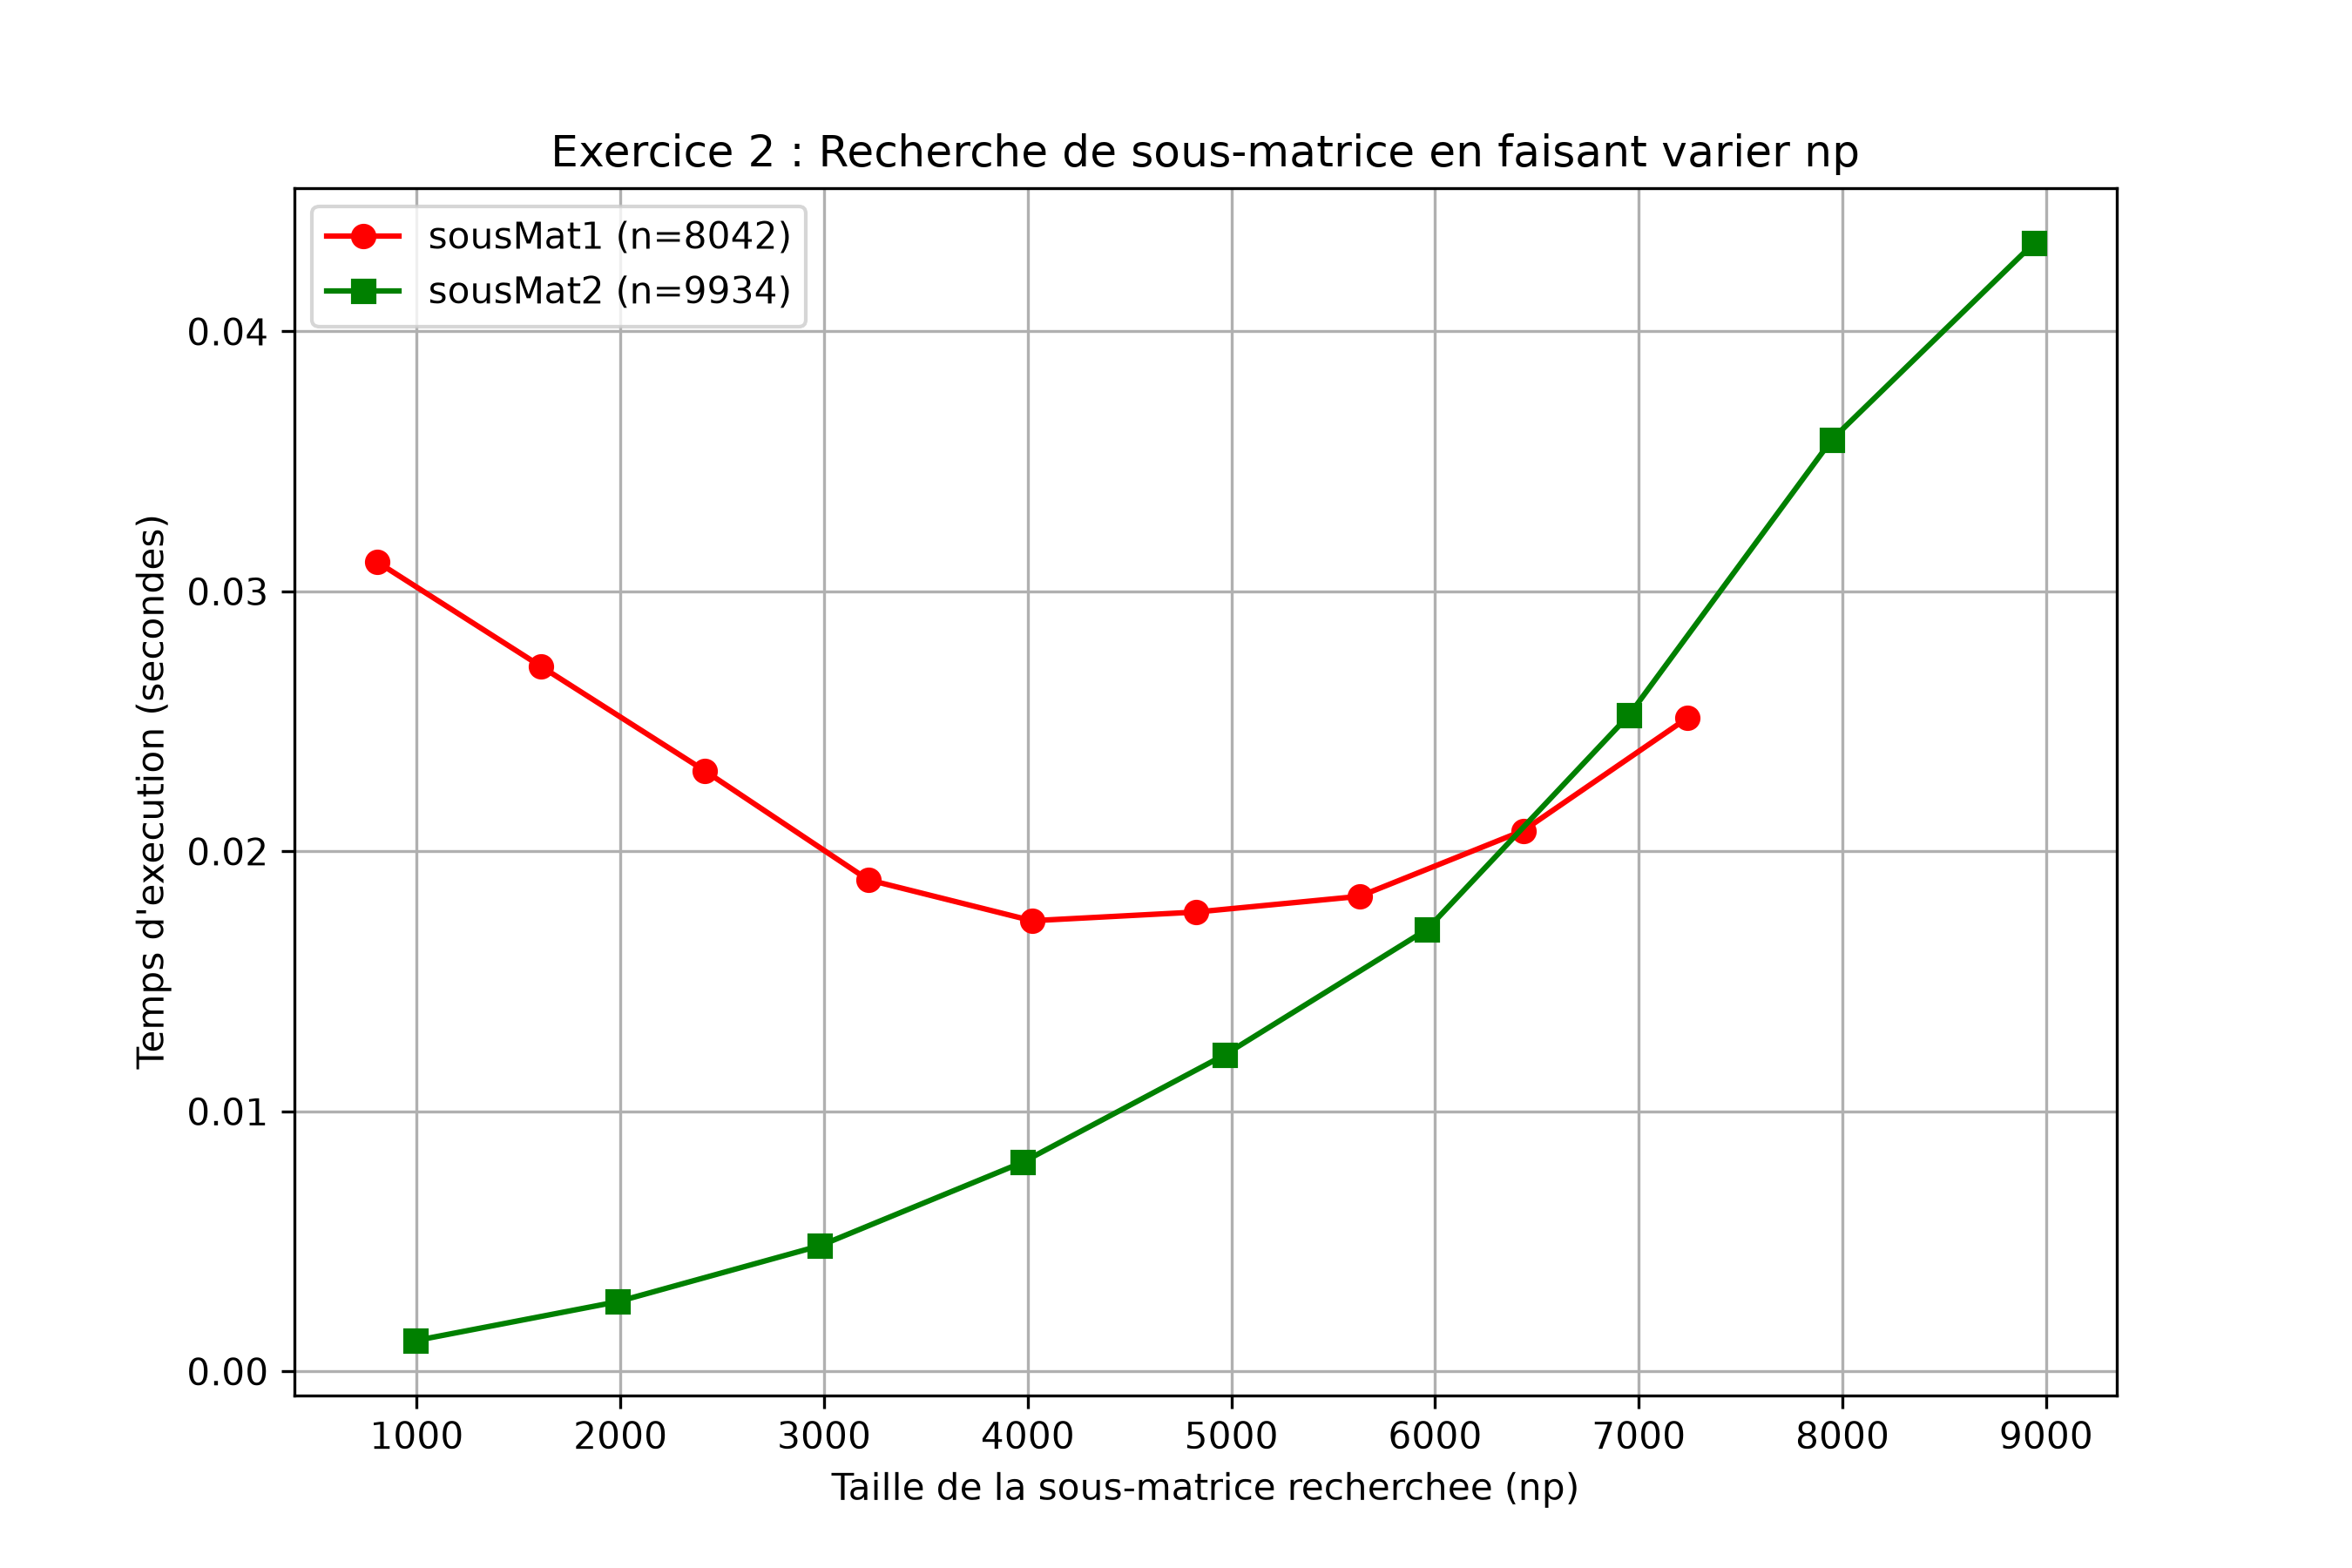 Exercice 2 : Recherche de sous-matrice en faisant varier np
sousMat1 (n=8042)
sousMat2 (n=9934)
Temps d'execution (secondes)
0.04
0.03
0.02
0.01
0.00
1000 2000 3000 4000 5000 6000 7000 8000 9000
Taille de la sous-matrice recherchee (np)